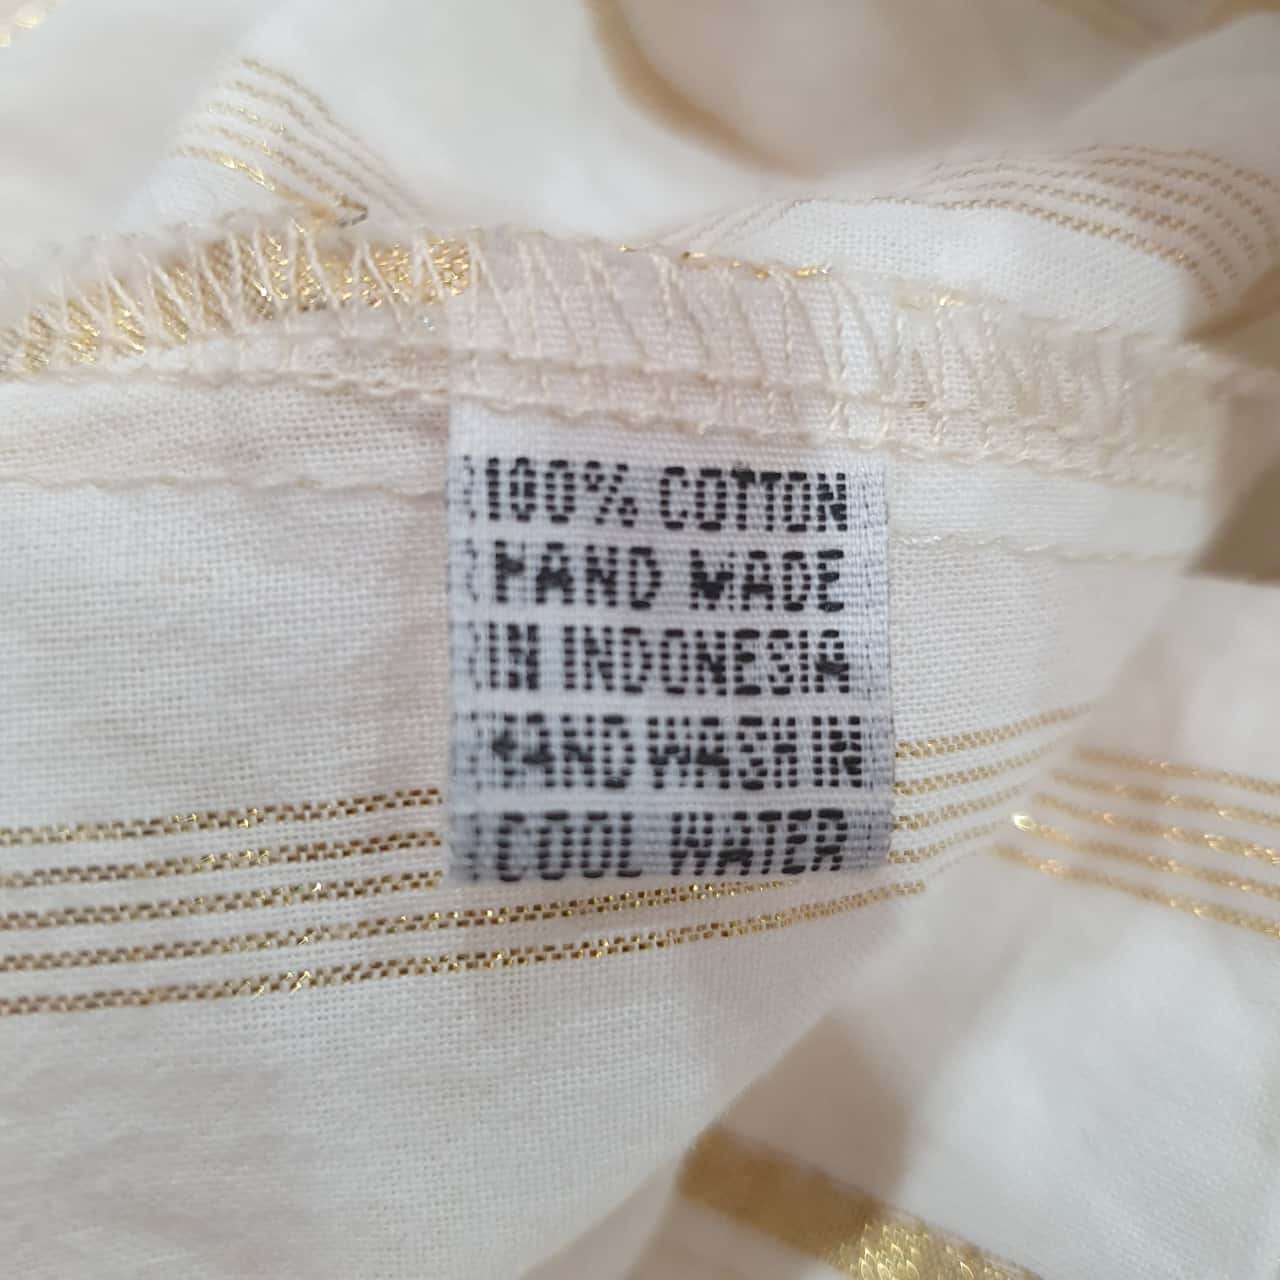 100% COTTON
HAND MADE
IN INDONESIA
HAND WASH IN
COOL WATER